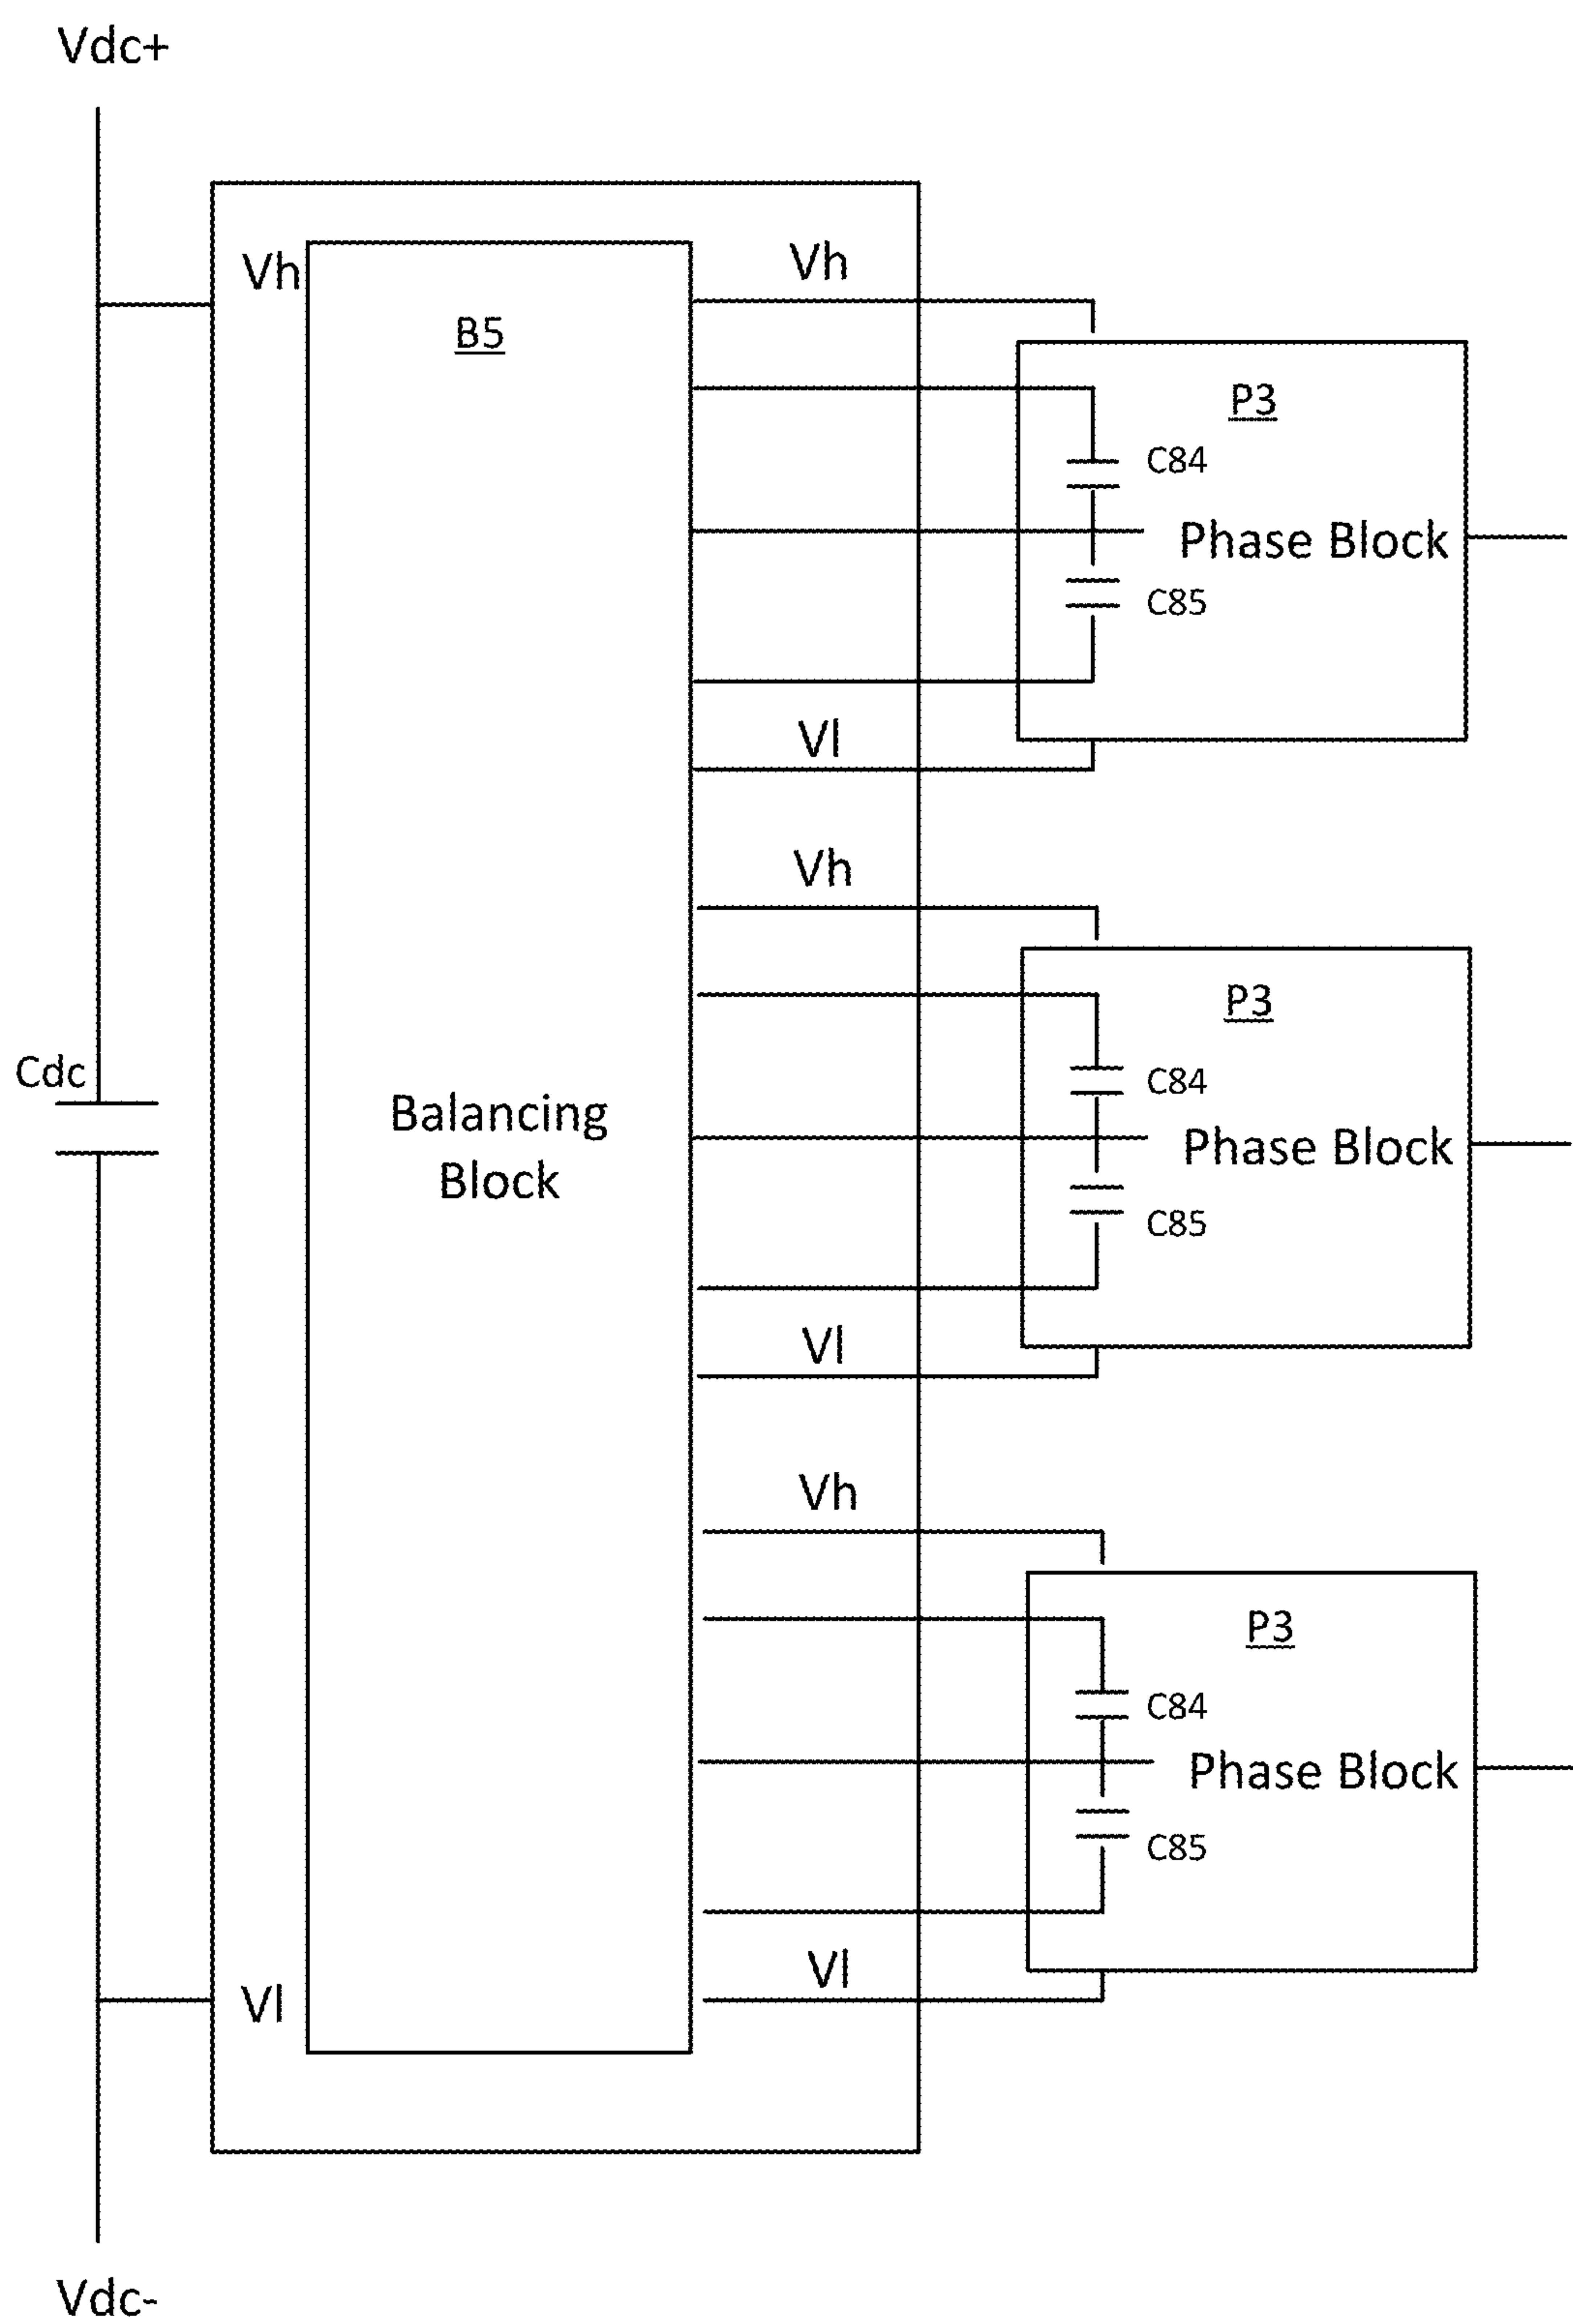 Vdc+
Vh
Vh
B5
P3
C84
Phase Block
C85
Vl
Vh
P3
Cdc
C84
Balancing
Block
Phase Block
C85
Vl
Vh
P3
C84
Phase Block
C85
Vl
Vl
Vdc-